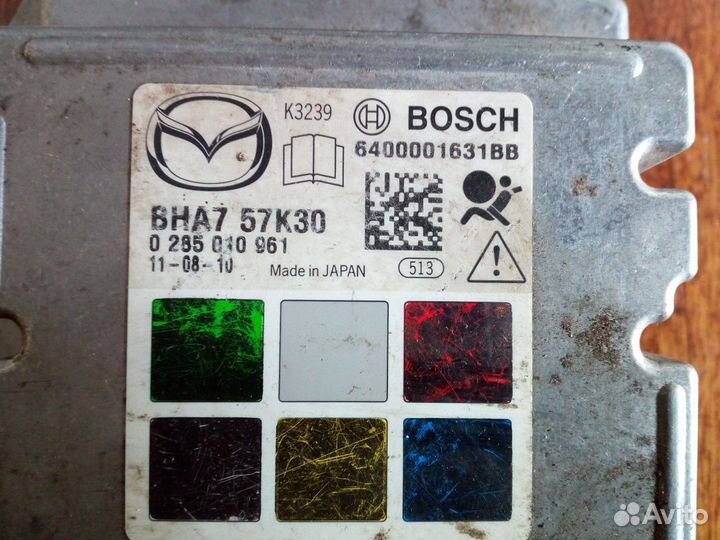 K3239
BOSCH
6400001631BB
BHA7 57K30
0 285 010 961
11-08-10
Made in JAPAN
513
Avito